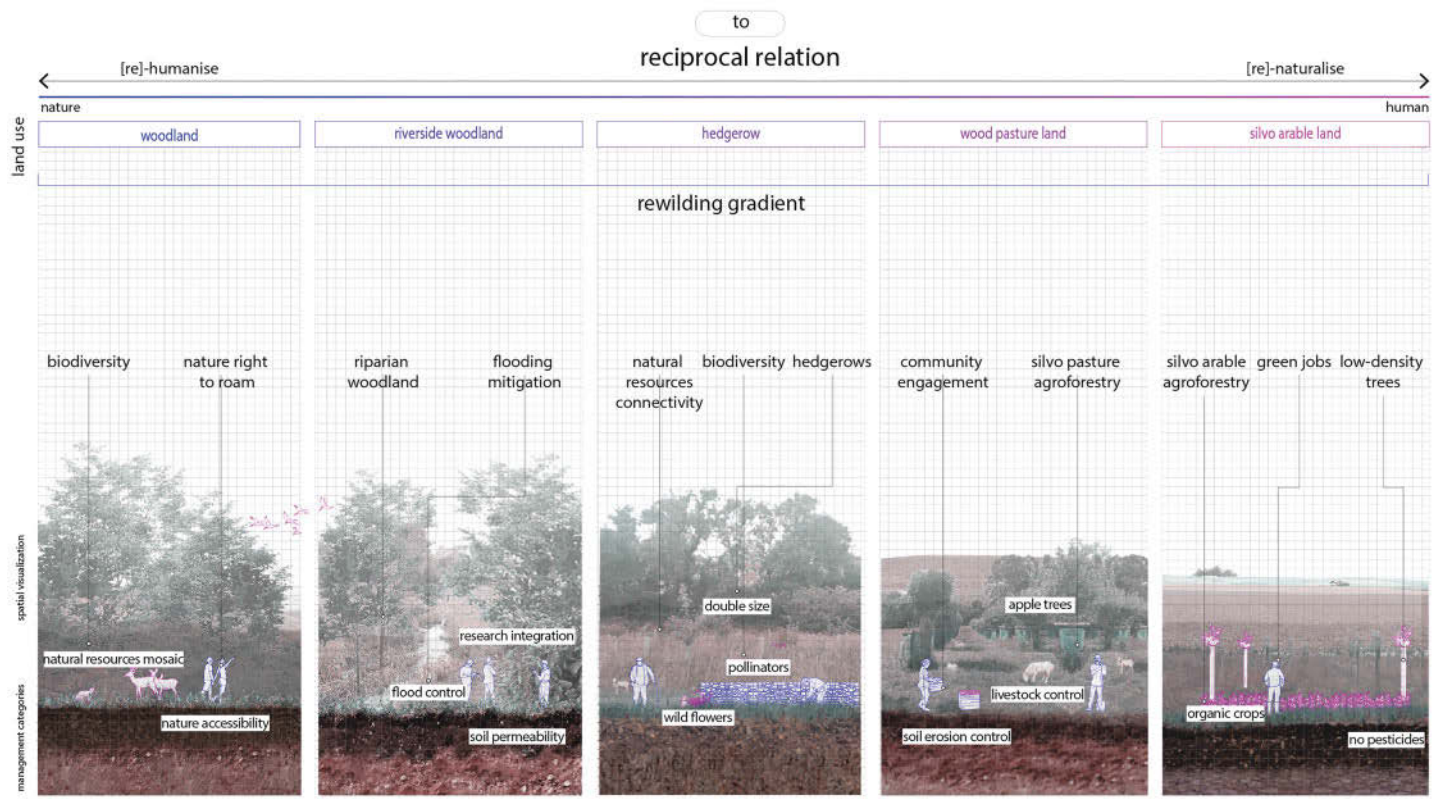 to
reciprocal relation
[re]-humanise
[re]-naturalise
nature
human
land use
woodland
riverside woodland
hedgerow
wood pasture land
silvo arable land
rewilding gradient
biodiversity
nature right
to roam
riparian
woodland
flooding
mitigation
natural
resources
connectivity
biodiversity
hedgerows
community
engagement
silvo pasture
agroforestry
silvo arable
agroforestry
green jobs
low-density
trees
spatial visualization
natural resources mosaic
nature accessibility
research integration
flood control
soil permeability
double size
pollinators
wild flowers
apple trees
livestock control
soil erosion control
organic crops
no pesticides
management categories